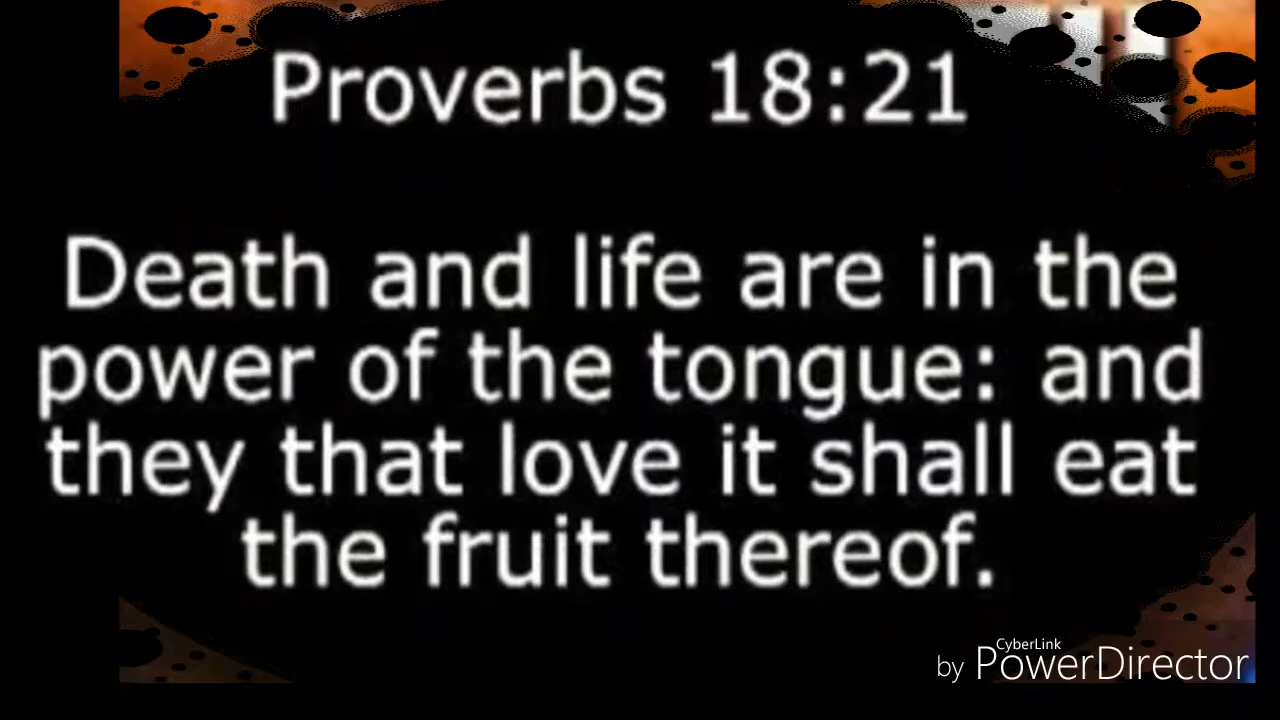 Proverbs 18:21
Death and life are in the
power of the tongue: and
they that love it shall eat
the fruit thereof.
CyberLink
by PowerDirector